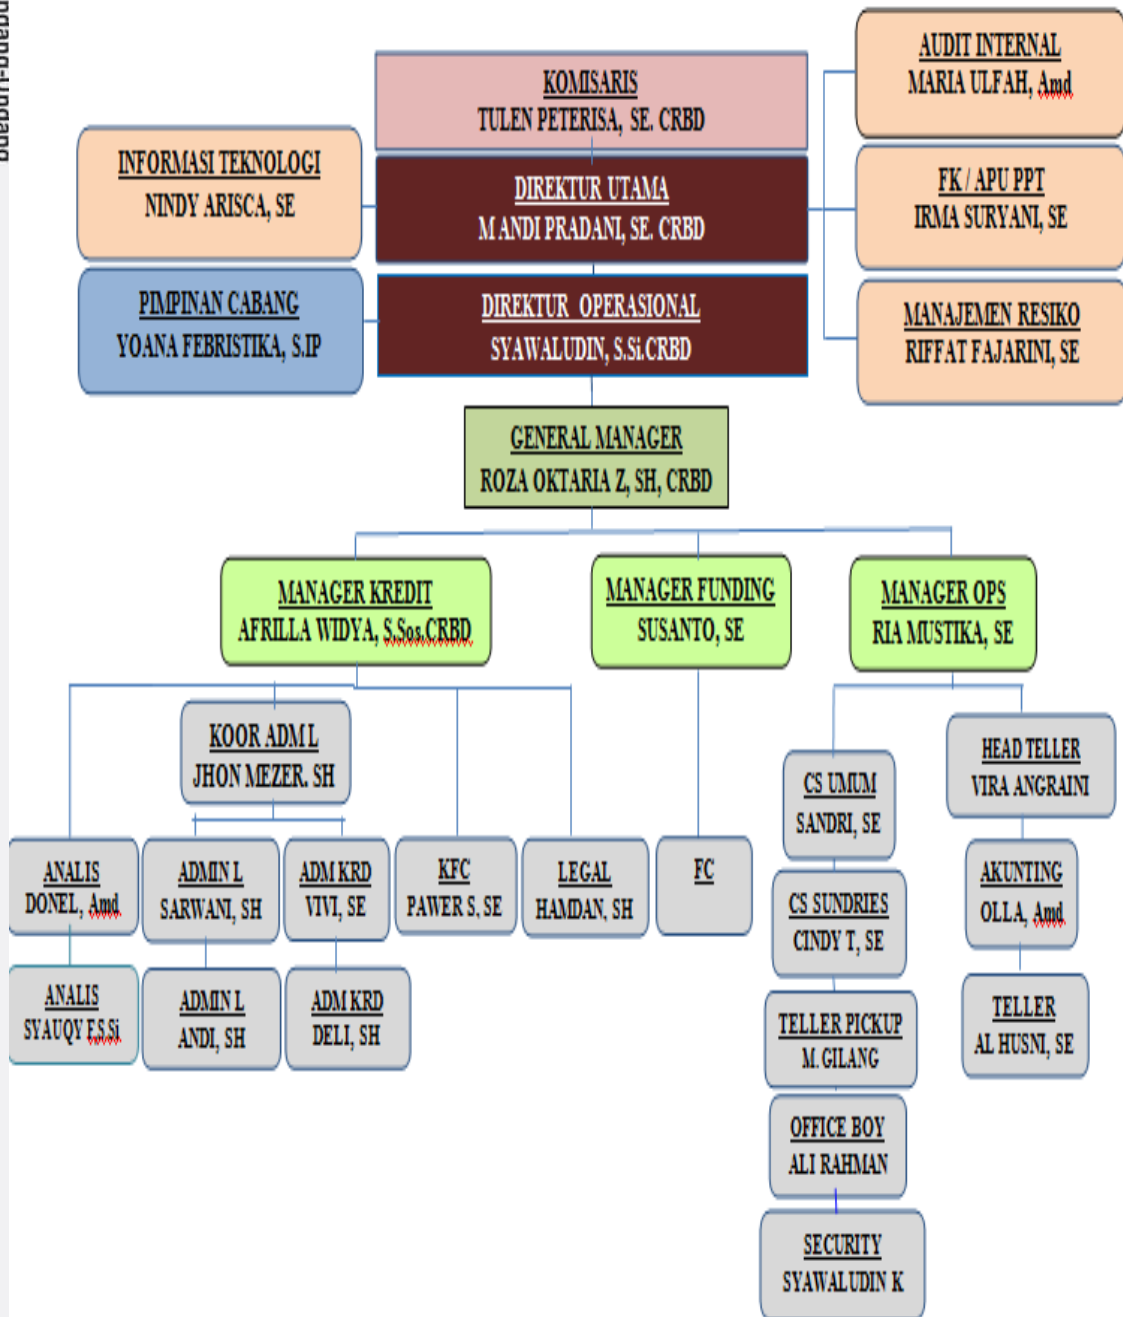 KOMISARIS
TULEN PETERISA, SE. CRBD
AUDIT INTERNAL
MARIA ULFAH, Amd
INFORMASI TEKNOLOGI
NINDY ARISCA, SE
DIREKTUR UTAMA
M ANDI PRADANI, SE. CRBD
FK / APU PPT
IRMA SURYANI, SE
PIMPINAN CABANG
YOANA FEBRISTIKA, S.IP
DIREKTUR OPERASIONAL
SYAWALUDIN, S.Si.CRBD
MANAJEMEN RESIKO
RIFFAT FAJARINI, SE
GENERAL MANAGER
ROZA OKTARIA Z, SH, CRBD
MANAGER KREDIT
AFRILLA WIDYA, S.Sos.CRBD
MANAGER FUNDING
SUSANTO, SE
MANAGER OPS
RIA MUSTIKA, SE
KOOR ADM L
JHON MEZER. SH
CS UMUM
SANDRI, SE
HEAD TELLER
VIRA ANGRAINI
ANALIS
DONEL, Amd
ADMIN L
SARWANI, SH
ADM KRD
VIVI, SE
KFC
PAWER S, SE
LEGAL
HAMDAN, SH
FC
CS SUNDRIES
CINDY T, SE
AKUNTING
OLLA, Amd
ANALIS
SYAUQY F,S.Si
ADMIN L
ANDI, SH
ADM KRD
DELI, SH
TELLER PICKUP
M. GILANG
TELLER
AL HUSNI, SE
OFFICE BOY
ALI RAHMAN
SECURITY
SYAWALUDIN K